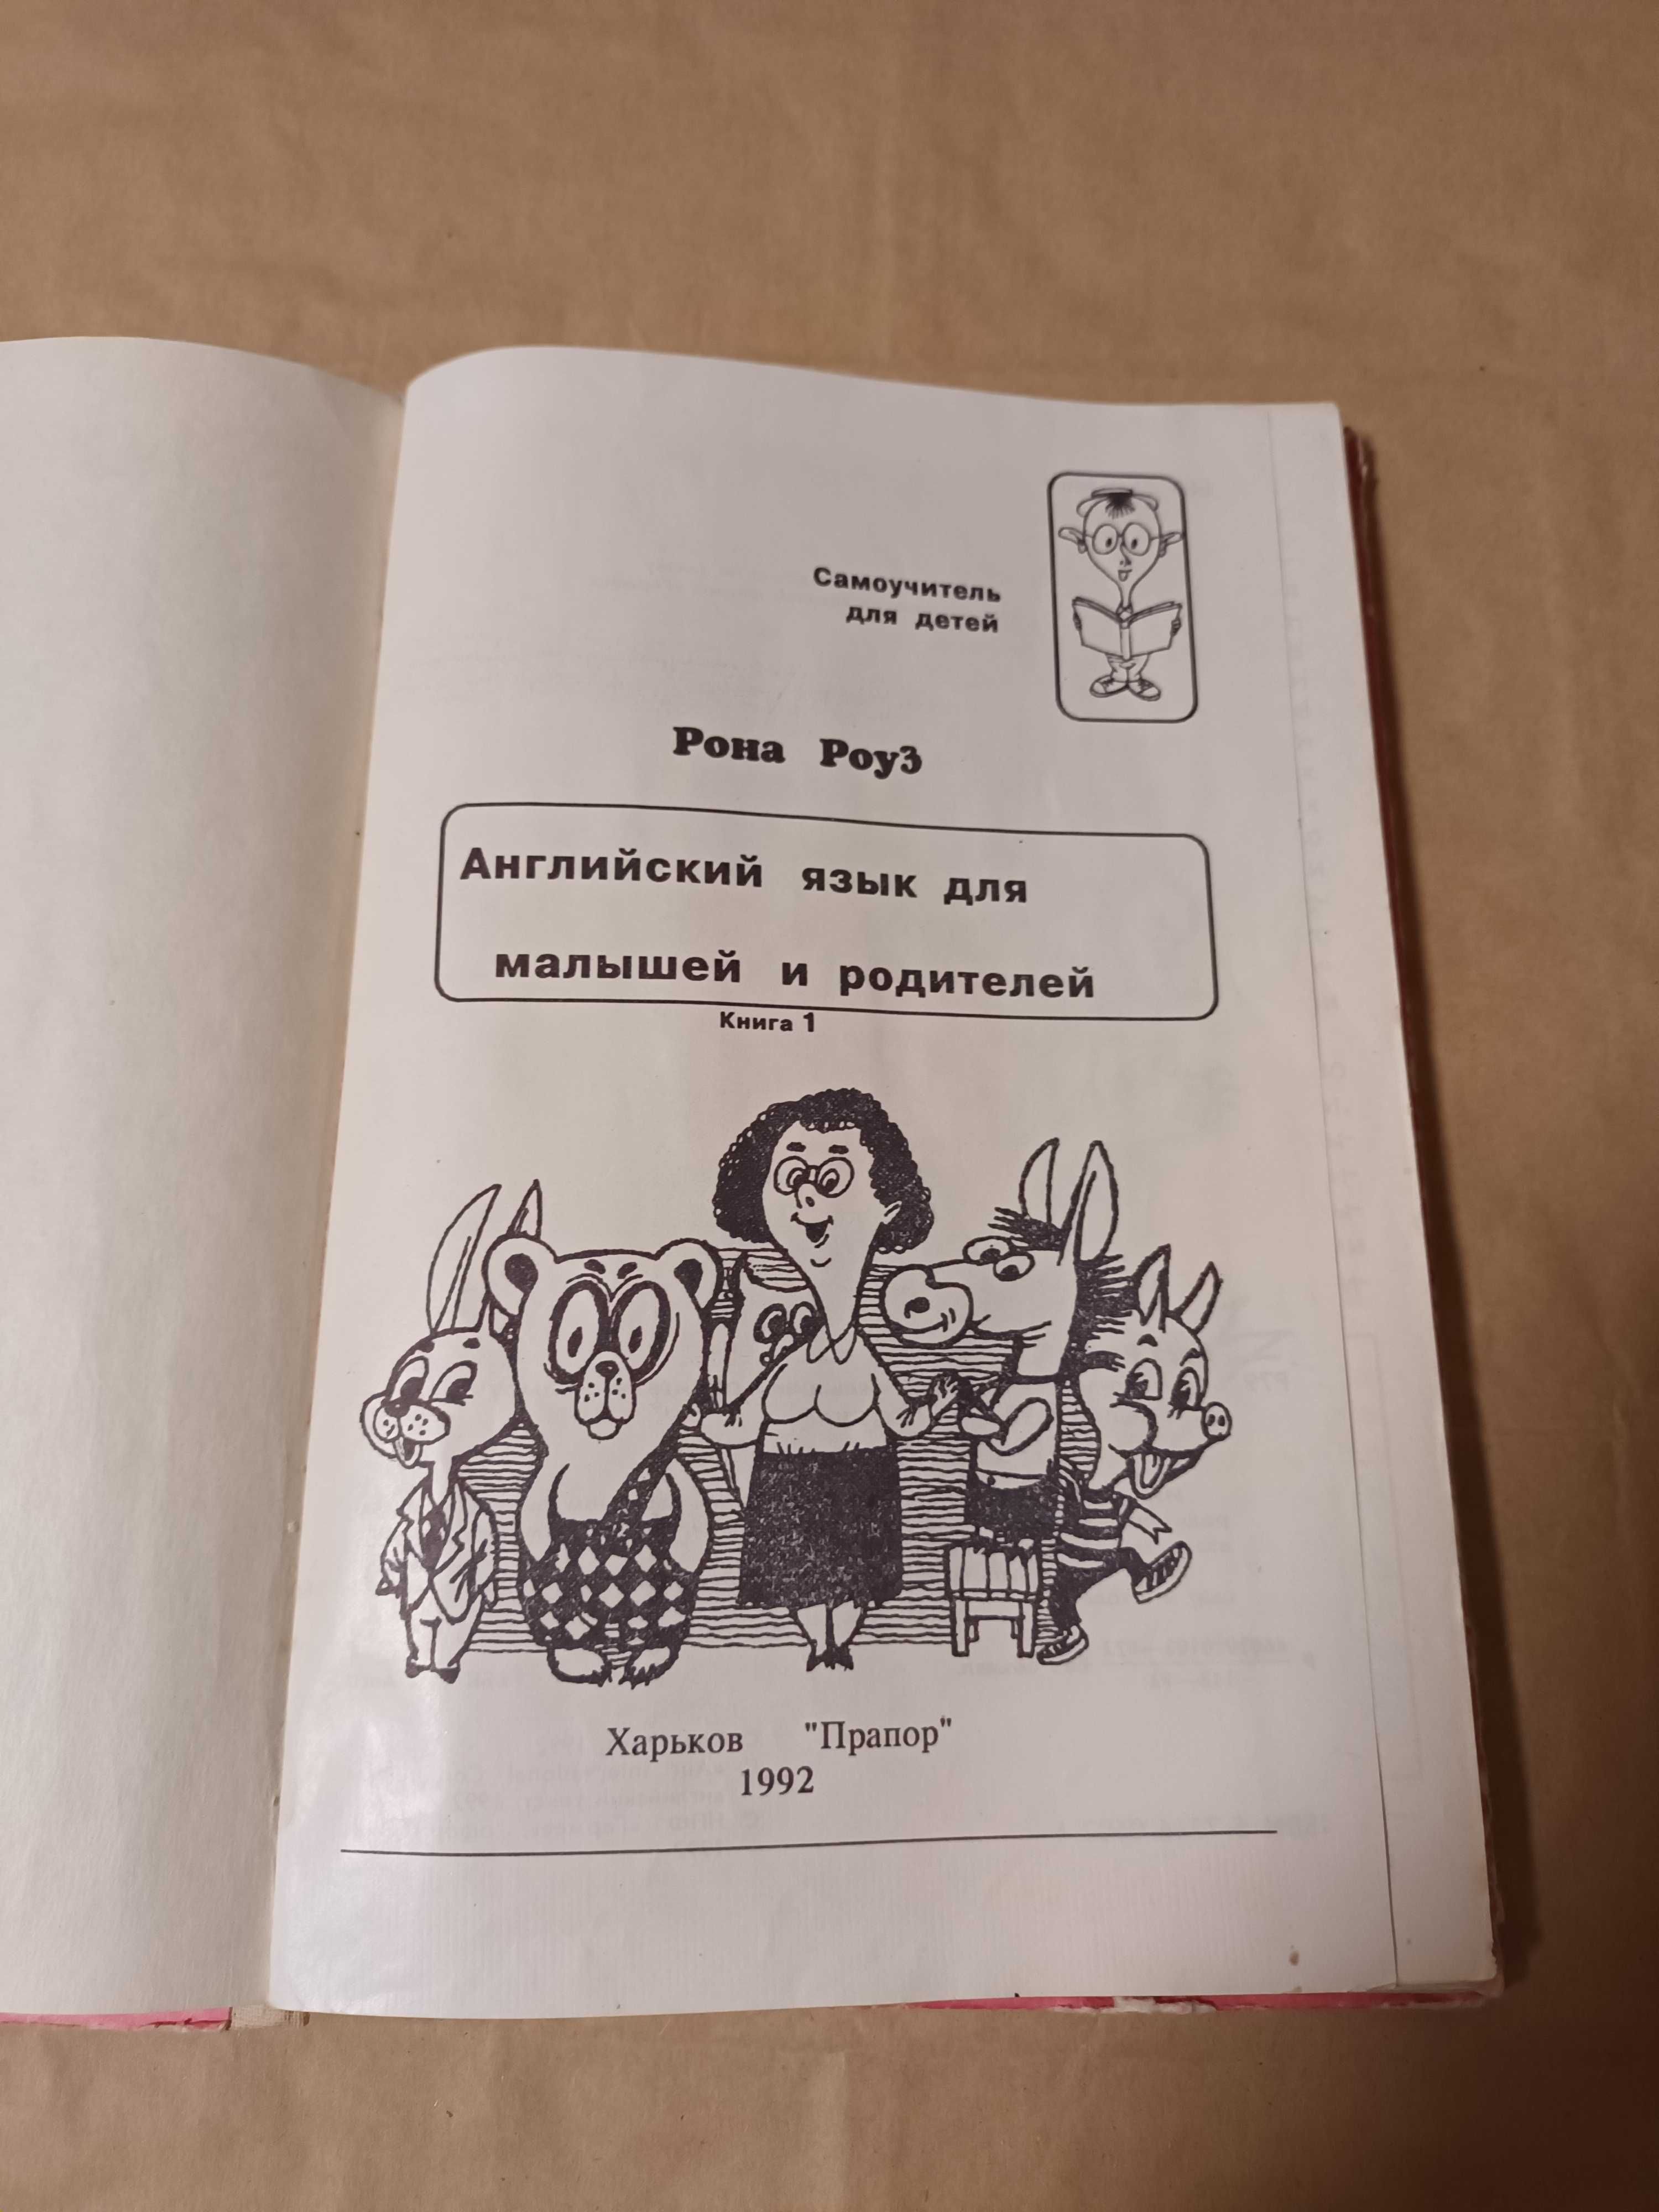 Самоучитель
для детей
Рона Роуз
Английский язык для
малышей и родителей
Книга 1
Харьков "Прапор"
1992